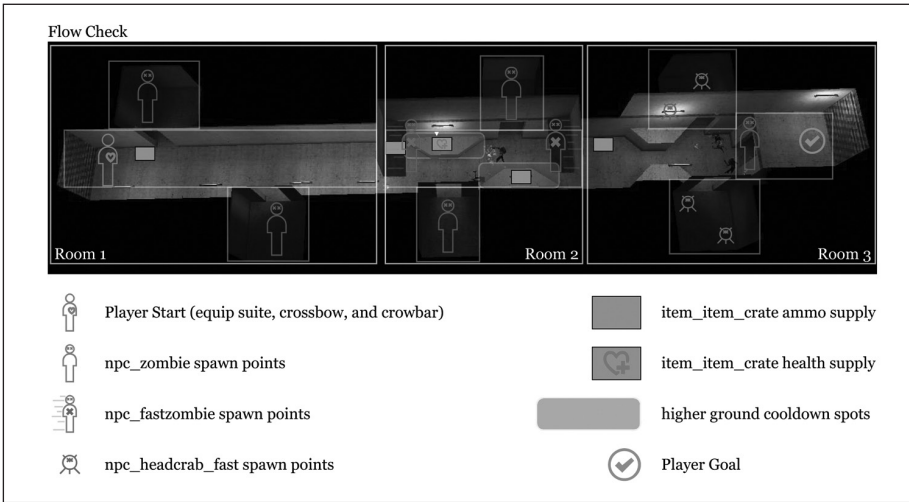 Flow Check
Room 1
Room 2
Room 3
Player Start (equip suite, crossbow, and crowbar)
item_item_crate ammo supply
npc_zombie spawn points
item_item_crate health supply
npc_fastzombie spawn points
higher ground cooldown spots
npc_headcrab_fast spawn points
Player Goal